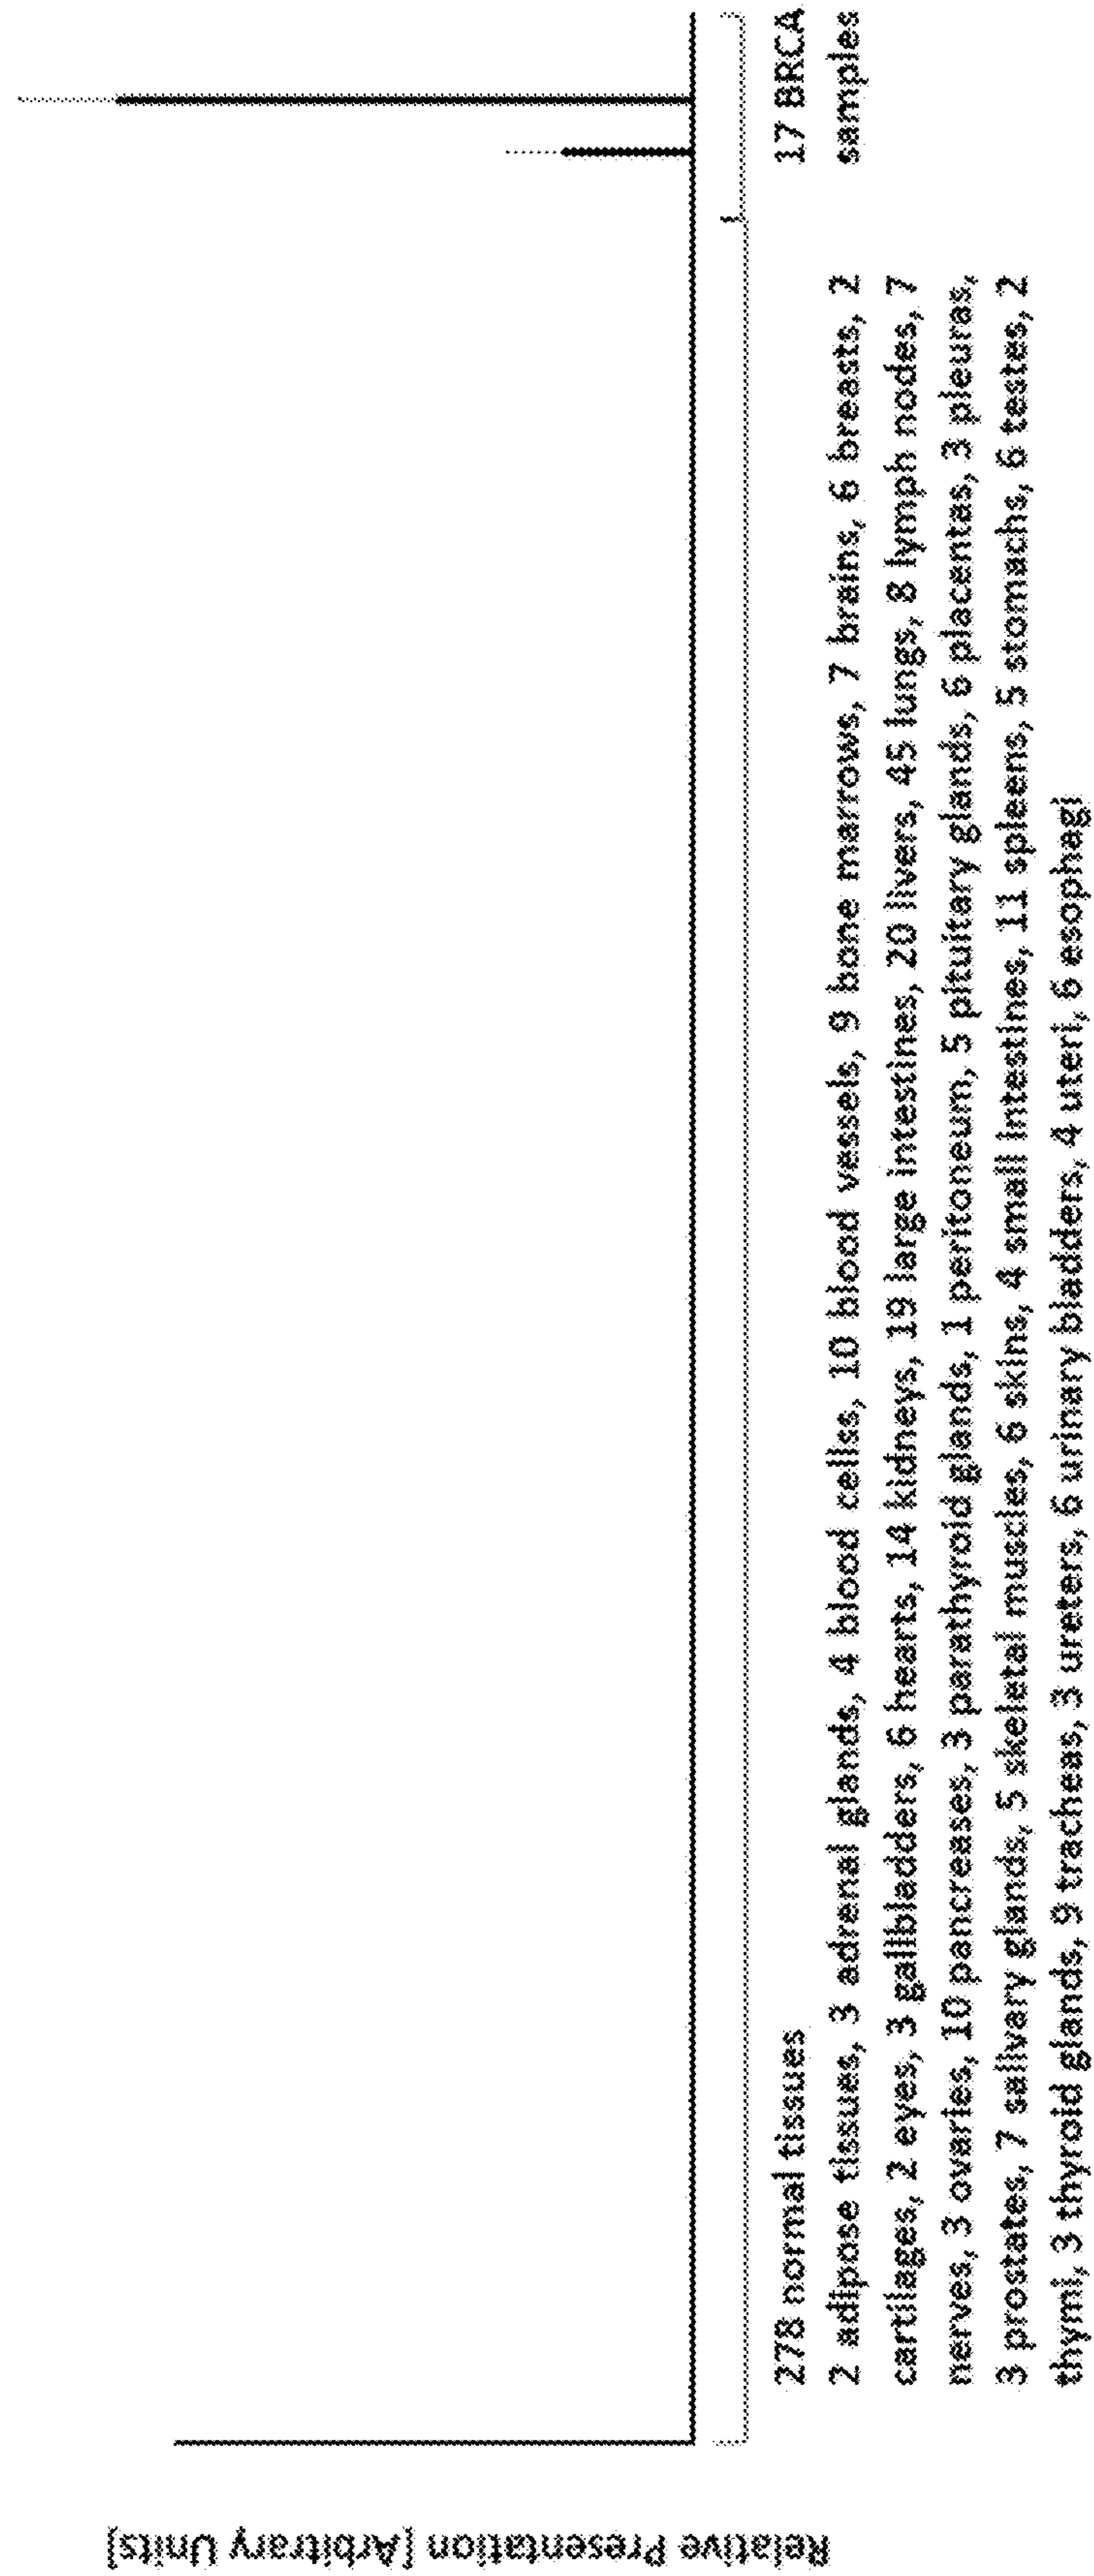 Relative Presentation [Arbitrary Units]
278 normal tissues
2 adipose tissues, 3 adrenal glands, 4 blood cellss, 10 blood vessels, 9 bone marrows, 7 brains, 6 breasts, 2
cartilages, 2 eyes, 3 gallbladders, 6 hearts, 14 kidneys, 19 large intestines, 20 livers, 45 lungs, 8 lymph nodes, 7
nerves, 3 ovaries, 10 pancreases, 3 parathyroid glands, 1 peritoneum, 5 pituitary glands, 6 placentas, 3 pleuras,
3 prostates, 7 salivary glands, 5 skeletal muscles, 6 skins, 4 small intestines, 11 spleens, 5 stomachs, 6 testes, 2
thymi, 3 thyroid glands, 9 tracheas, 3 ureters, 6 urinary bladders, 4 uteri, 6 esophagi
17 BRCA
samples